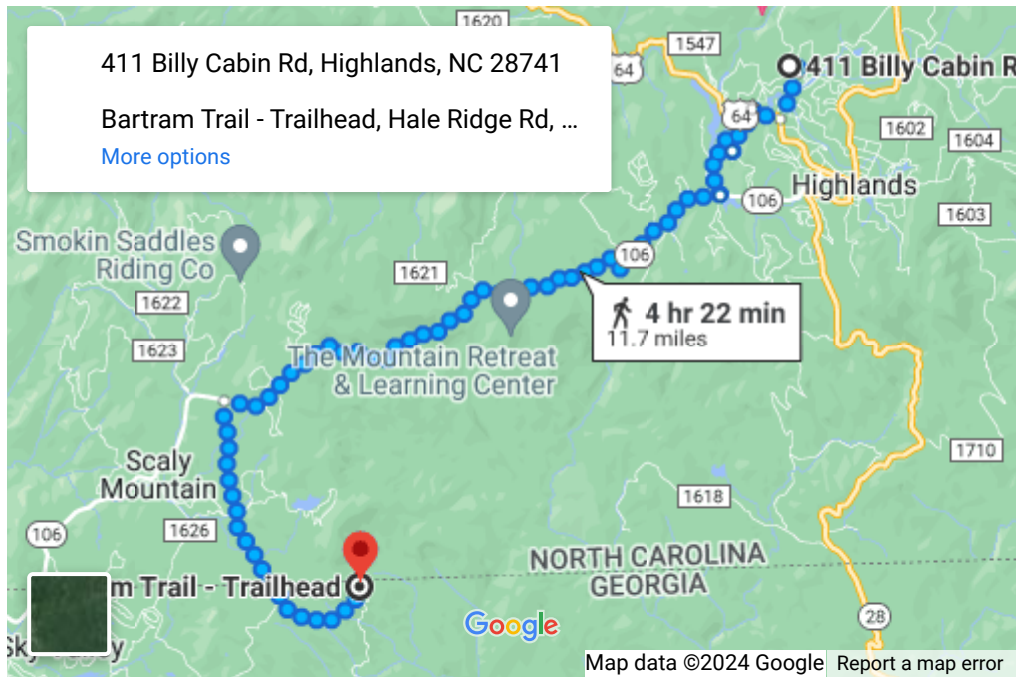 1620
411 Billy Cabin Rd, Highlands, NC 28741
Bartram Trail - Trailhead, Hale Ridge Rd, ...
More options
1547
64
411 Billy Cabin R
64
1602
1604
Highlands
106
1603
Smokin Saddles
Riding Co
106
1621
1622
4 hr 22 min
11.7 miles
1623
The Mountain Retreat
& Learning Center
Scaly
Mountain
1710
1618
106
1626
NORTH CAROLINA
GEORGIA
m Trail - Trailhead
28
Google
Map data ©2024 Google
Report a map error